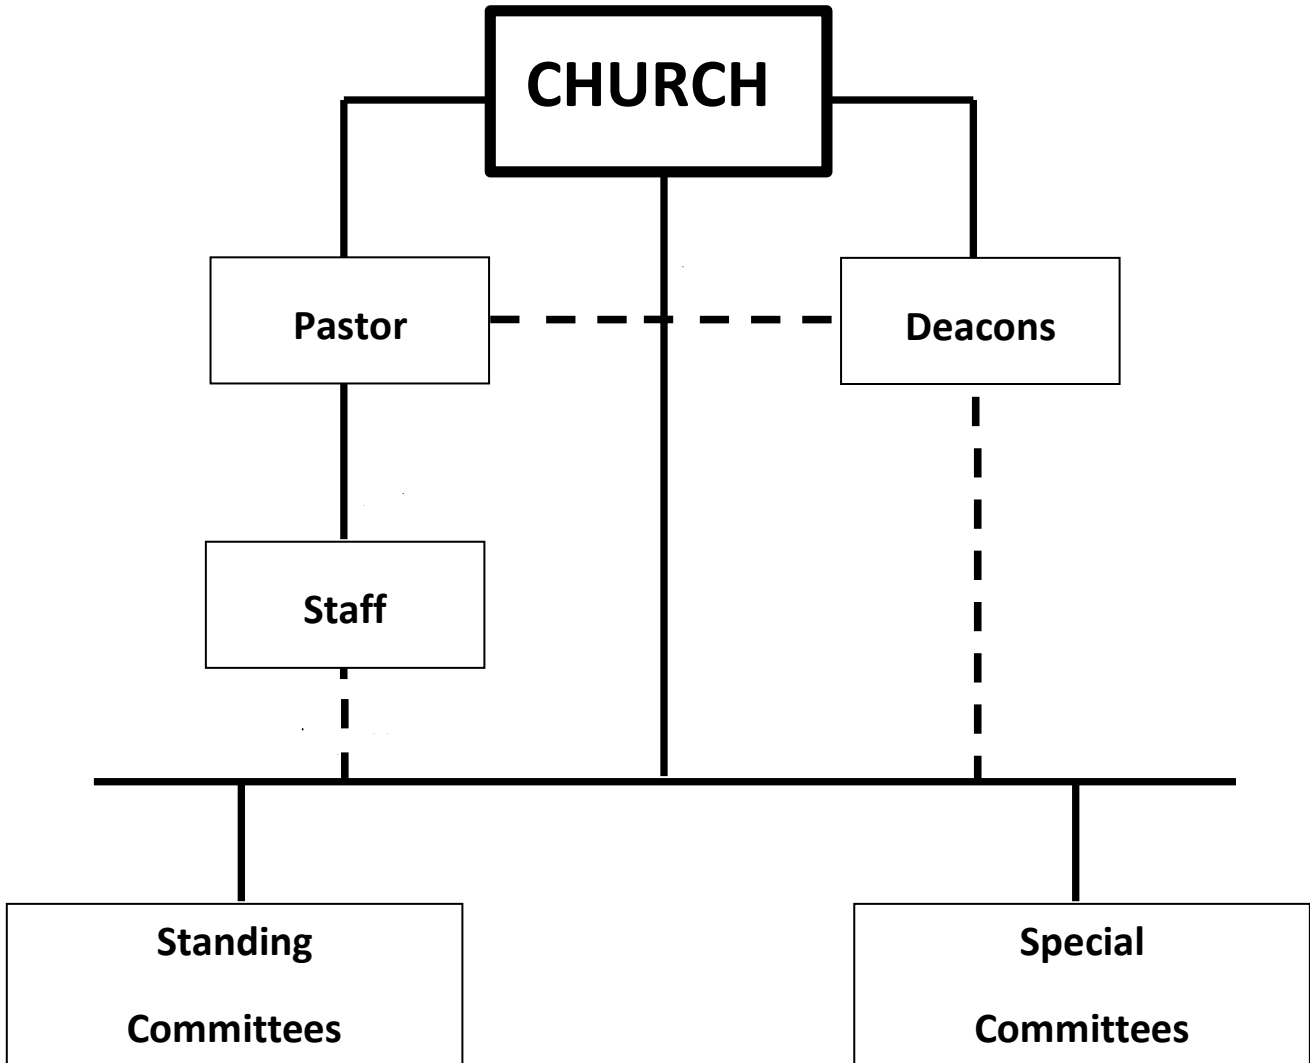 CHURCH
Pastor
Deacons
Staff
Standing
Committees
Special
Committees